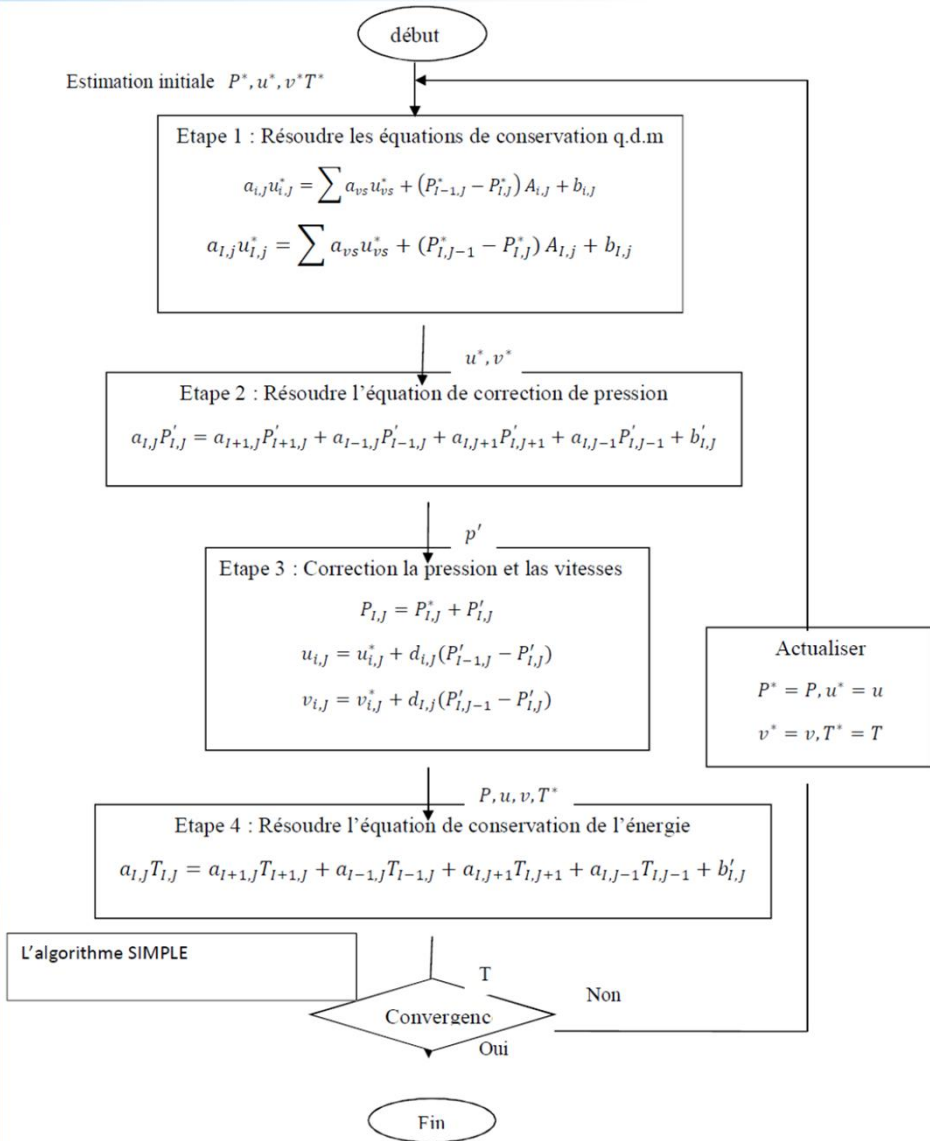 début
Estimation initiale P*, u*, v*T*
Etape 1 : Résoudre les équations de conservation q.d.m
a_{i,J}u*_{i,J} = ∑ a_{vs}u*_{vs} + (P*_{I-1,J} − P*_{I,J}) A_{i,J} + b_{i,J}
a_{I,j}u*_{I,j} = ∑ a_{vs}u*_{vs} + (P*_{I,J-1} − P*_{I,J}) A_{I,j} + b_{I,j}
u*, v*
Etape 2 : Résoudre l'équation de correction de pression
a_{I,J}P'_{I,J} = a_{I+1,J}P'_{I+1,J} + a_{I-1,J}P'_{I-1,J} + a_{I,J+1}P'_{I,J+1} + a_{I,J-1}P'_{I,J-1} + b'_{I,J}
p'
Etape 3 : Correction la pression et las vitesses
P_{I,J} = P*_{I,J} + P'_{I,J}
u_{i,J} = u*_{i,J} + d_{i,J}(P'_{I-1,J} − P'_{I,J})
v_{i,J} = v*_{i,J} + d_{I,j}(P'_{I,J-1} − P'_{I,J})
Actualiser
P* = P, u* = u
v* = v, T* = T
P, u, v, T*
Etape 4 : Résoudre l'équation de conservation de l'énergie
a_{I,J}T_{I,J} = a_{I+1,J}T_{I+1,J} + a_{I-1,J}T_{I-1,J} + a_{I,J+1}T_{I,J+1} + a_{I,J-1}T_{I,J-1} + b'_{I,J}
L'algorithme SIMPLE
T
Non
Convergenc
Oui
Fin